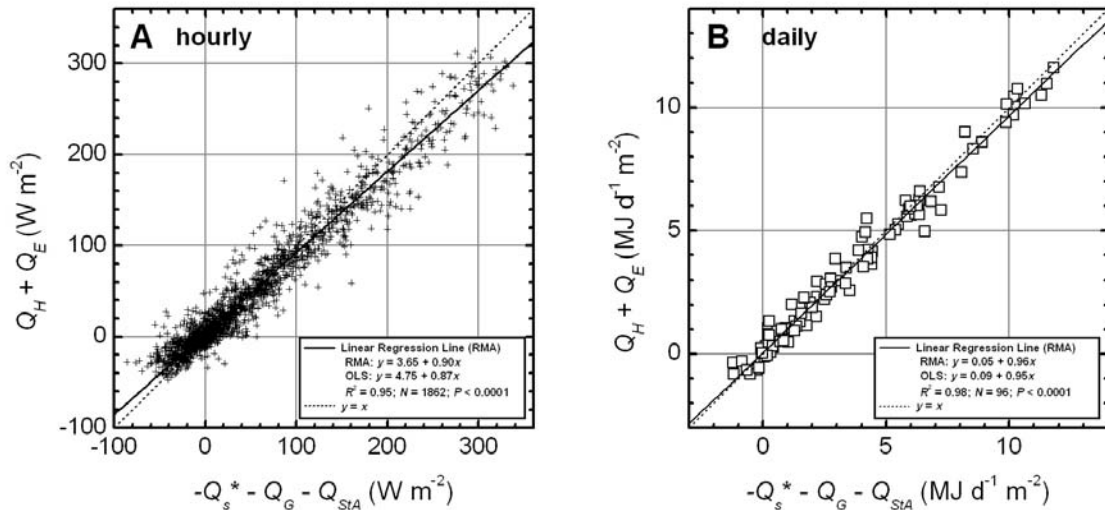 A hourly
300
200
100
0
-100
-100 0 100 200 300
Q_H + Q_E (W m⁻²)
-Q_s* - Q_G - Q_StA (W m⁻²)
Linear Regression Line (RMA)
RMA: y = 3.65 + 0.90x
OLS: y = 4.75 + 0.87x
R² = 0.95; N = 1862; P < 0.0001
y = x
B daily
10
5
0
0 5 10
Q_H + Q_E (MJ d⁻¹ m⁻²)
-Q_s* - Q_G - Q_StA (MJ d⁻¹ m⁻²)
Linear Regression Line (RMA)
RMA: y = 0.05 + 0.96x
OLS: y = 0.09 + 0.95x
R² = 0.98; N = 96; P < 0.0001
y = x